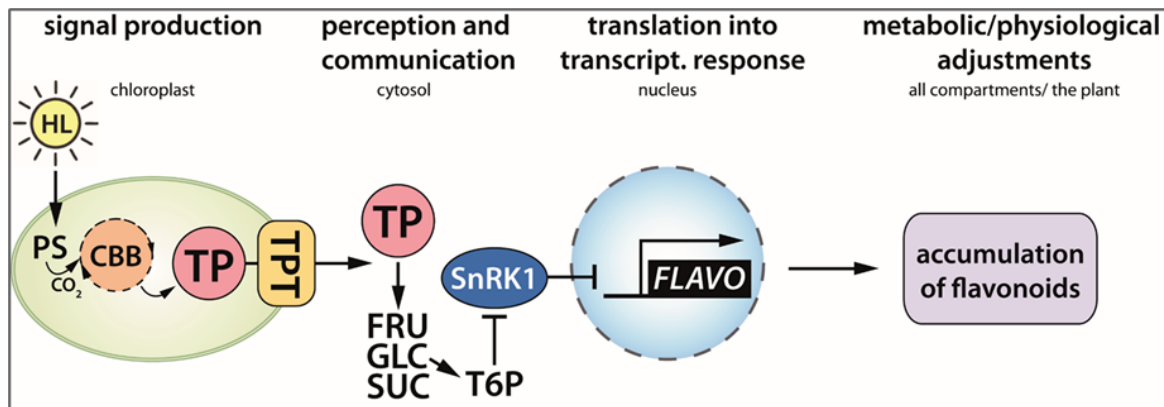 signal production
chloroplast
perception and
communication
cytosol
translation into
transcript. response
nucleus
metabolic/physiological
adjustments
all compartments/ the plant
HL
PS
CO₂
CBB
TP
TPT
TP
FRU
GLC
SUC
T6P
SnRK1
FLAVO
accumulation
of flavonoids